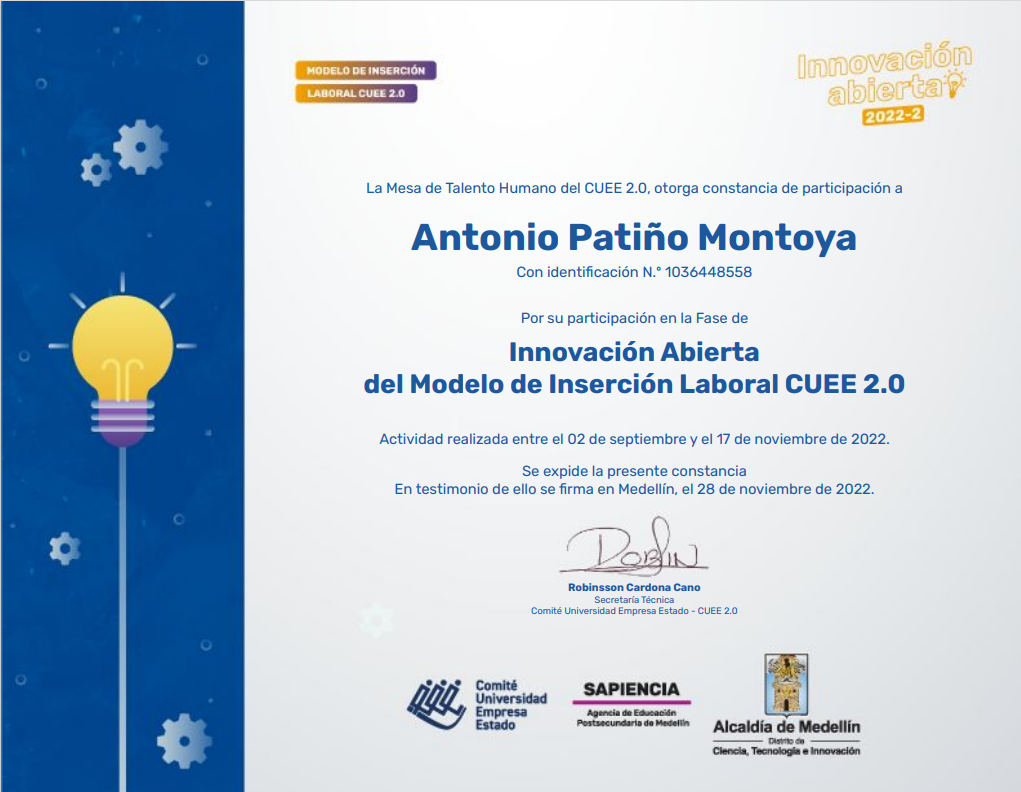 MODELO DE INSERCIÓN
LABORAL CUEE 2.0
Innovación
abierta
2022-2
La Mesa de Talento Humano del CUEE 2.0, otorga constancia de participación a
Antonio Patiño Montoya
Con identificación N.° 1036448558
Por su participación en la Fase de
Innovación Abierta
del Modelo de Inserción Laboral CUEE 2.0
Actividad realizada entre el 02 de septiembre y el 17 de noviembre de 2022.
Se expide la presente constancia
En testimonio de ello se firma en Medellín, el 28 de noviembre de 2022.
Robinsson Cardona Cano
Secretaría Técnica
Comité Universidad Empresa Estado - CUEE 2.0
Comité
Universidad
Empresa
Estado
SAPIENCIA
Agencia de Educación
Postsecundaria de Medellín
Alcaldía de Medellín
Distrito de
Ciencia, Tecnología e Innovación